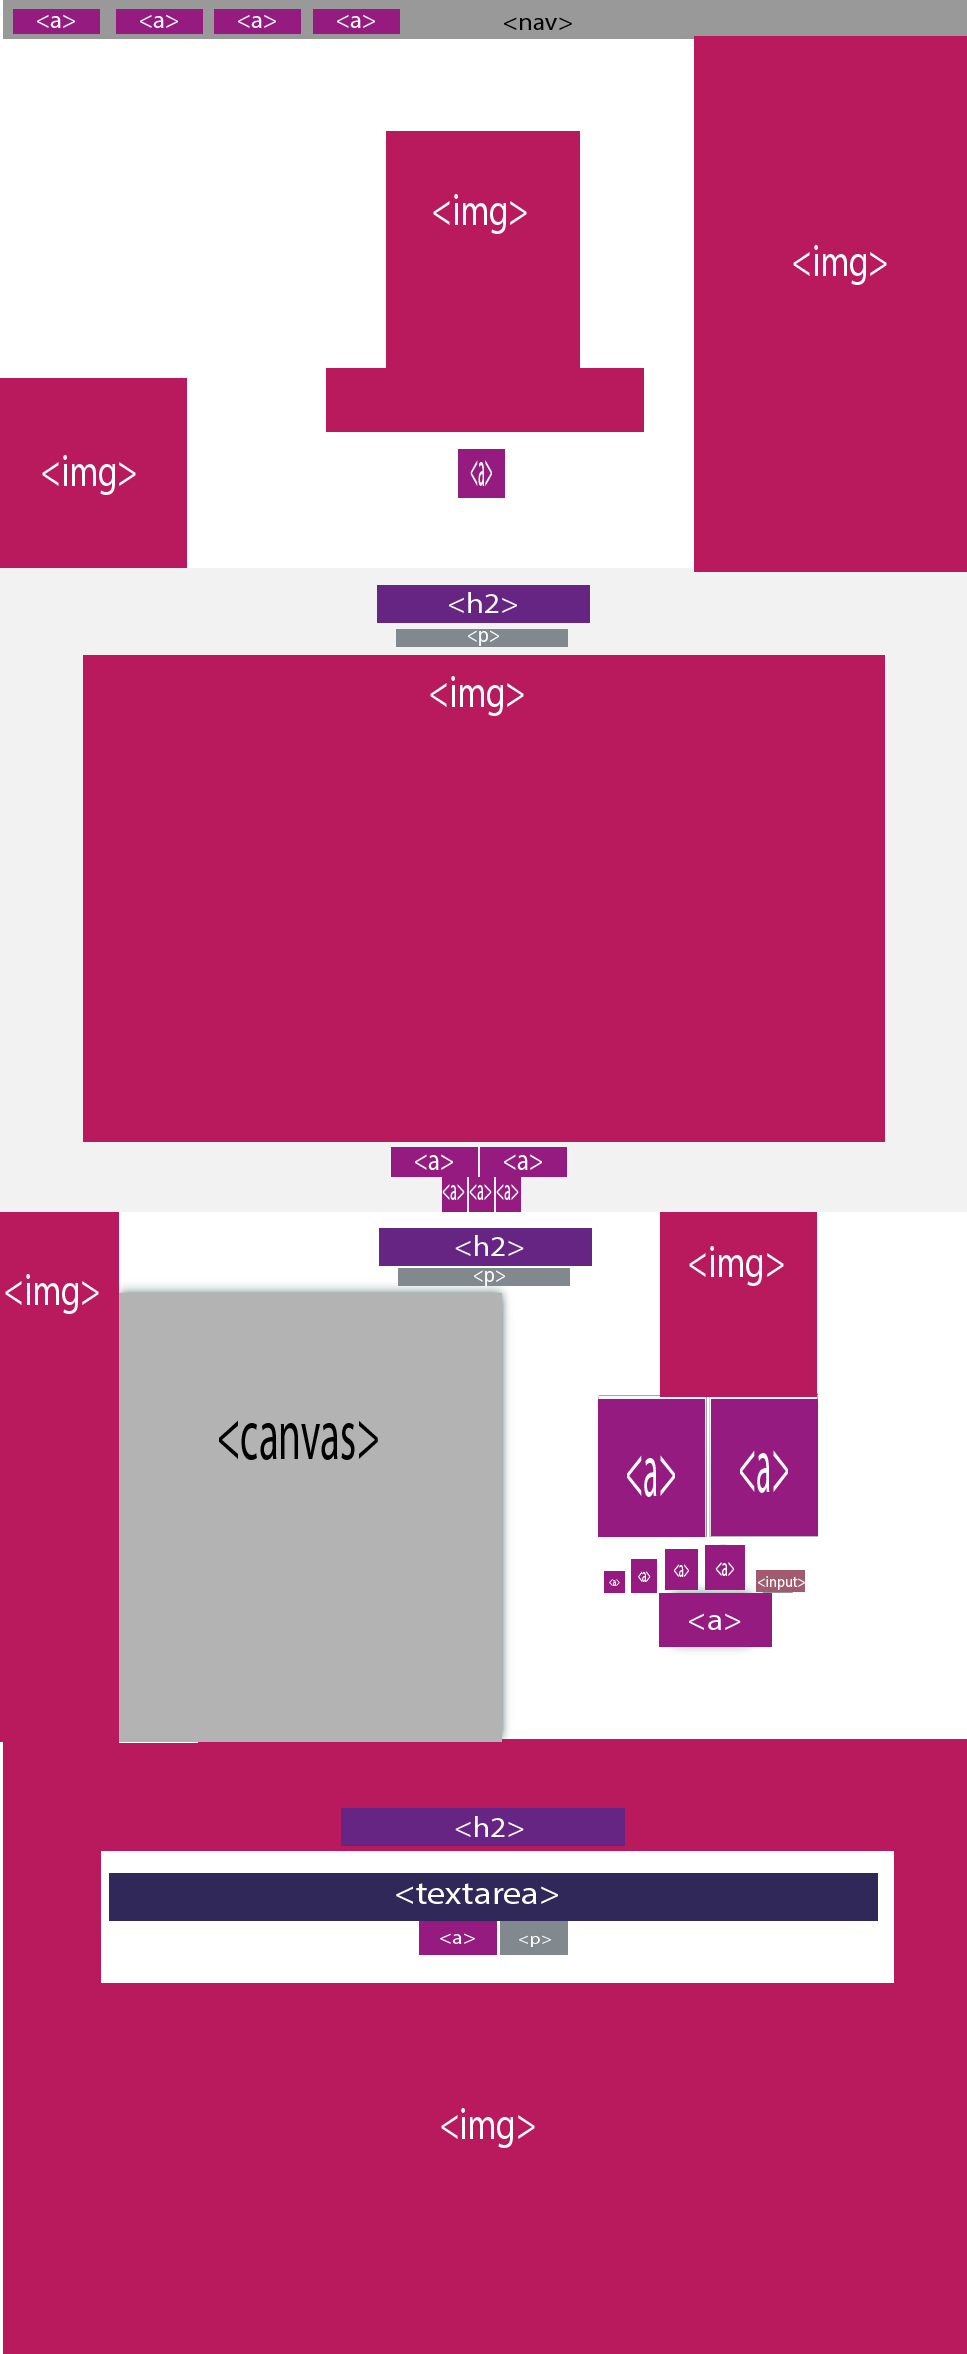 <a> <a> <a> <a> <nav>
<img>
<img>
<img>
<a>
<h2>
<p>
<img>
<a> <a>
<a> <a> <a>
<h2>
<p>
<img>
<img>
<canvas>
<a> <a>
<a> <a> <a> <a> <input>
<a>
<h2>
<textarea>
<a> <p>
<img>